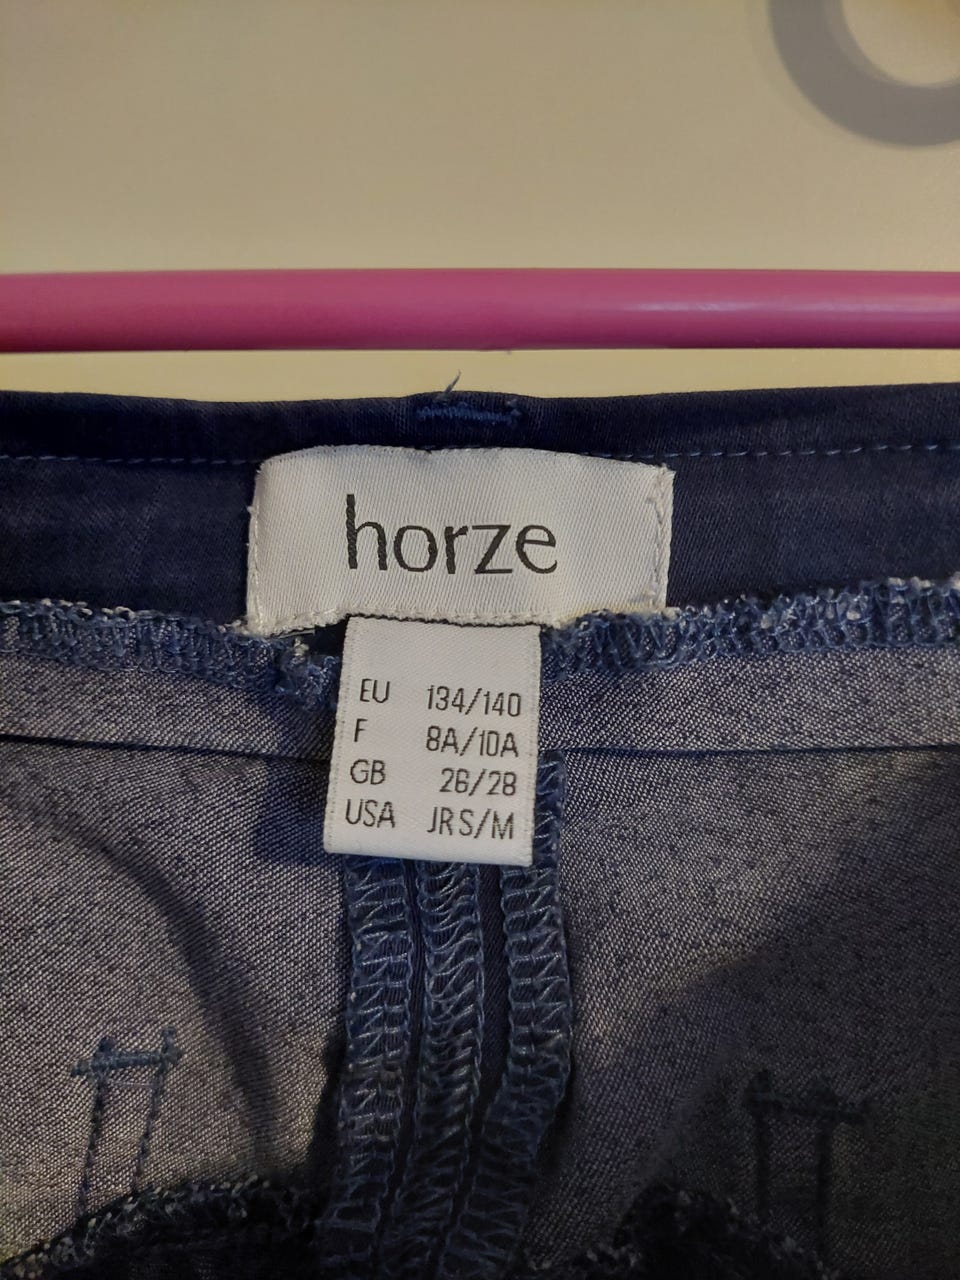 horze
EU 134/140
F 8A/10A
GB 26/28
USA JR S/M